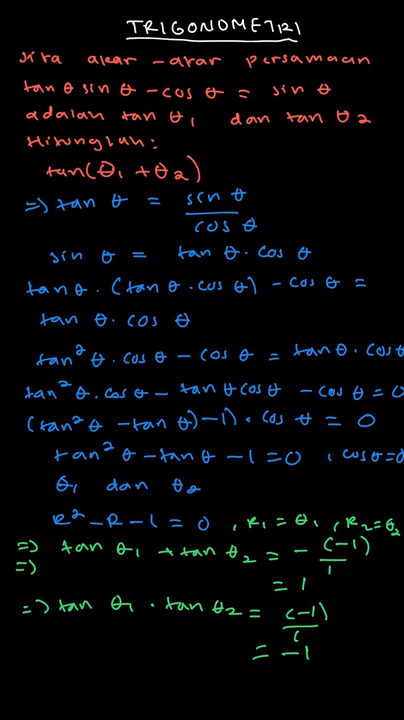 TRIGONOMETRI
Jika akar-akar persamaan
tan θ sin θ - cos θ = sin θ
adalah tan θ₁ dan tan θ₂
Hitunglah:
tan(θ₁ + θ₂)
=> tan θ = sin θ / cos θ
sin θ = tan θ · cos θ
tan θ · (tan θ · cos θ) - cos θ =
tan θ · cos θ
tan² θ · cos θ - cos θ = tan θ · cos θ
tan² θ · cos θ - tan θ cos θ - cos θ = 0
(tan² θ - tan θ) - 1) · cos θ = 0
tan² θ - tan θ - 1 = 0 , cos θ = 0
θ₁ dan θ₂
R² - R - 1 = 0 , R₁ = θ₁ , R₂ = θ₂
=> tan θ₁ + tan θ₂ = - (-1) / 1
=>
= 1
=> tan θ₁ · tan θ₂ = (-1) / 1
= -1